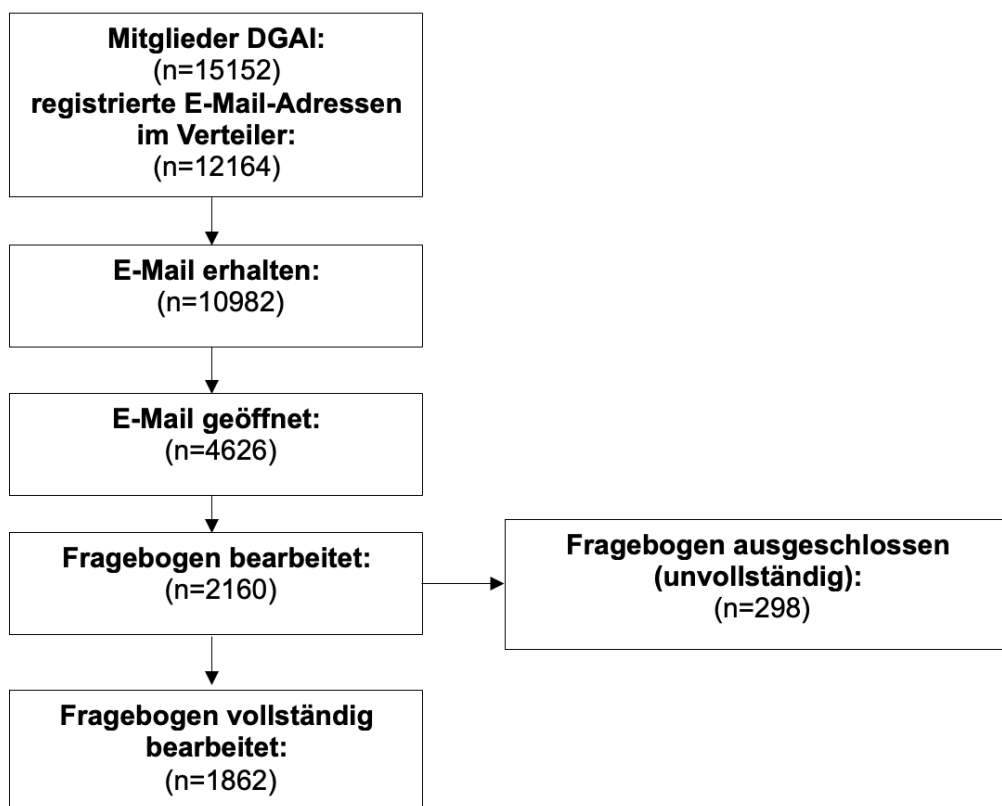 Mitglieder DGAI:
(n=15152)
registrierte E-Mail-Adressen
im Verteiler:
(n=12164)
E-Mail erhalten:
(n=10982)
E-Mail geöffnet:
(n=4626)
Fragebogen bearbeitet:
(n=2160)
Fragebogen ausgeschlossen
(unvollständig):
(n=298)
Fragebogen vollständig
bearbeitet:
(n=1862)